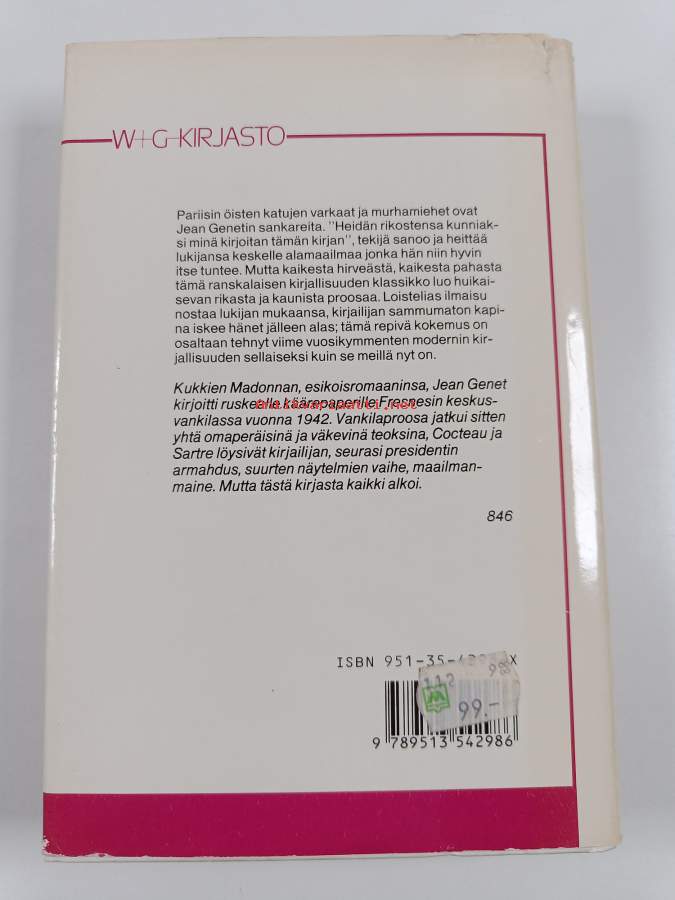 W+G-KIRJASTO
Pariisin öisten katujen varkaat ja murhamiehet ovat
Jean Genetin sankareita. "Heidän rikostensa kunniak-
si minä kirjoitan tämän kirjan", tekijä sanoo ja heittää
lukijansa keskelle alamaailmaa jonka hän niin hyvin
itse tuntee. Mutta kaikesta hirveästä, kaikesta pahasta
tämä ranskalaisen kirjallisuuden klassikko luo huikai-
sevan rikasta ja kaunista proosaa. Loistelias ilmaisu
nostaa lukijan mukaansa, kirjailijan sammumaton kapi-
na iskee hänet jälleen alas; tämä repivä kokemus on
osaltaan tehnyt viime vuosikymmenten modernin kir-
jallisuuden sellaiseksi kuin se meillä nyt on.
Kukkien Madonnan, esikoisromaaninsa, Jean Genet
kirjoitti ruskealle käärepaperille Fresnesin keskus-
Antikvariaatti.net
vankilassa vuonna 1942. Vankilaproosa jatkui sitten
yhtä omaperäisinä ja väkevinä teoksina, Cocteau ja
Sartre löysivät kirjailijan, seurasi presidentin
armahdus, suurten näytelmien vaihe, maailman-
maine. Mutta tästä kirjasta kaikki alkoi.
846
ISBN 951-35- X
112
99.-
9 789513 542986